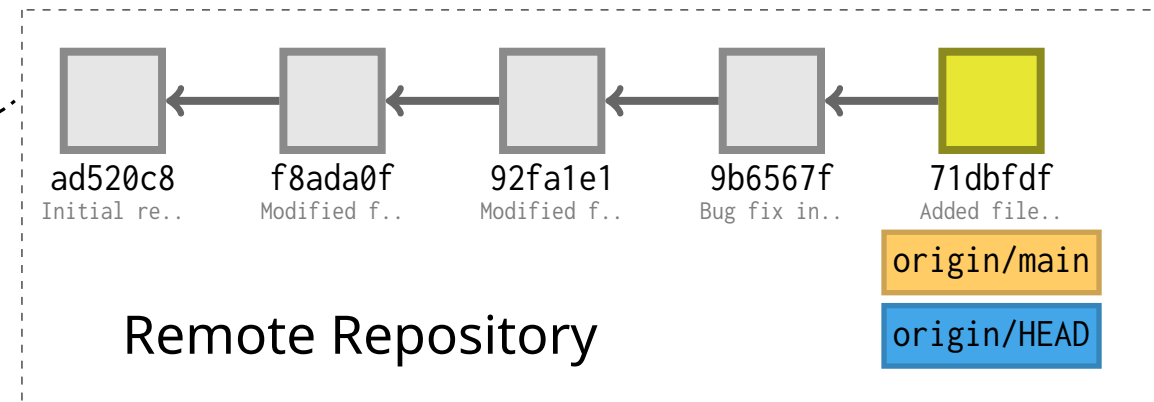 ad520c8 f8ada0f 92fa1e1 9b6567f 71dbfdf
Initial re.. Modified f.. Modified f.. Bug fix in.. Added file..
origin/main
Remote Repository
origin/HEAD